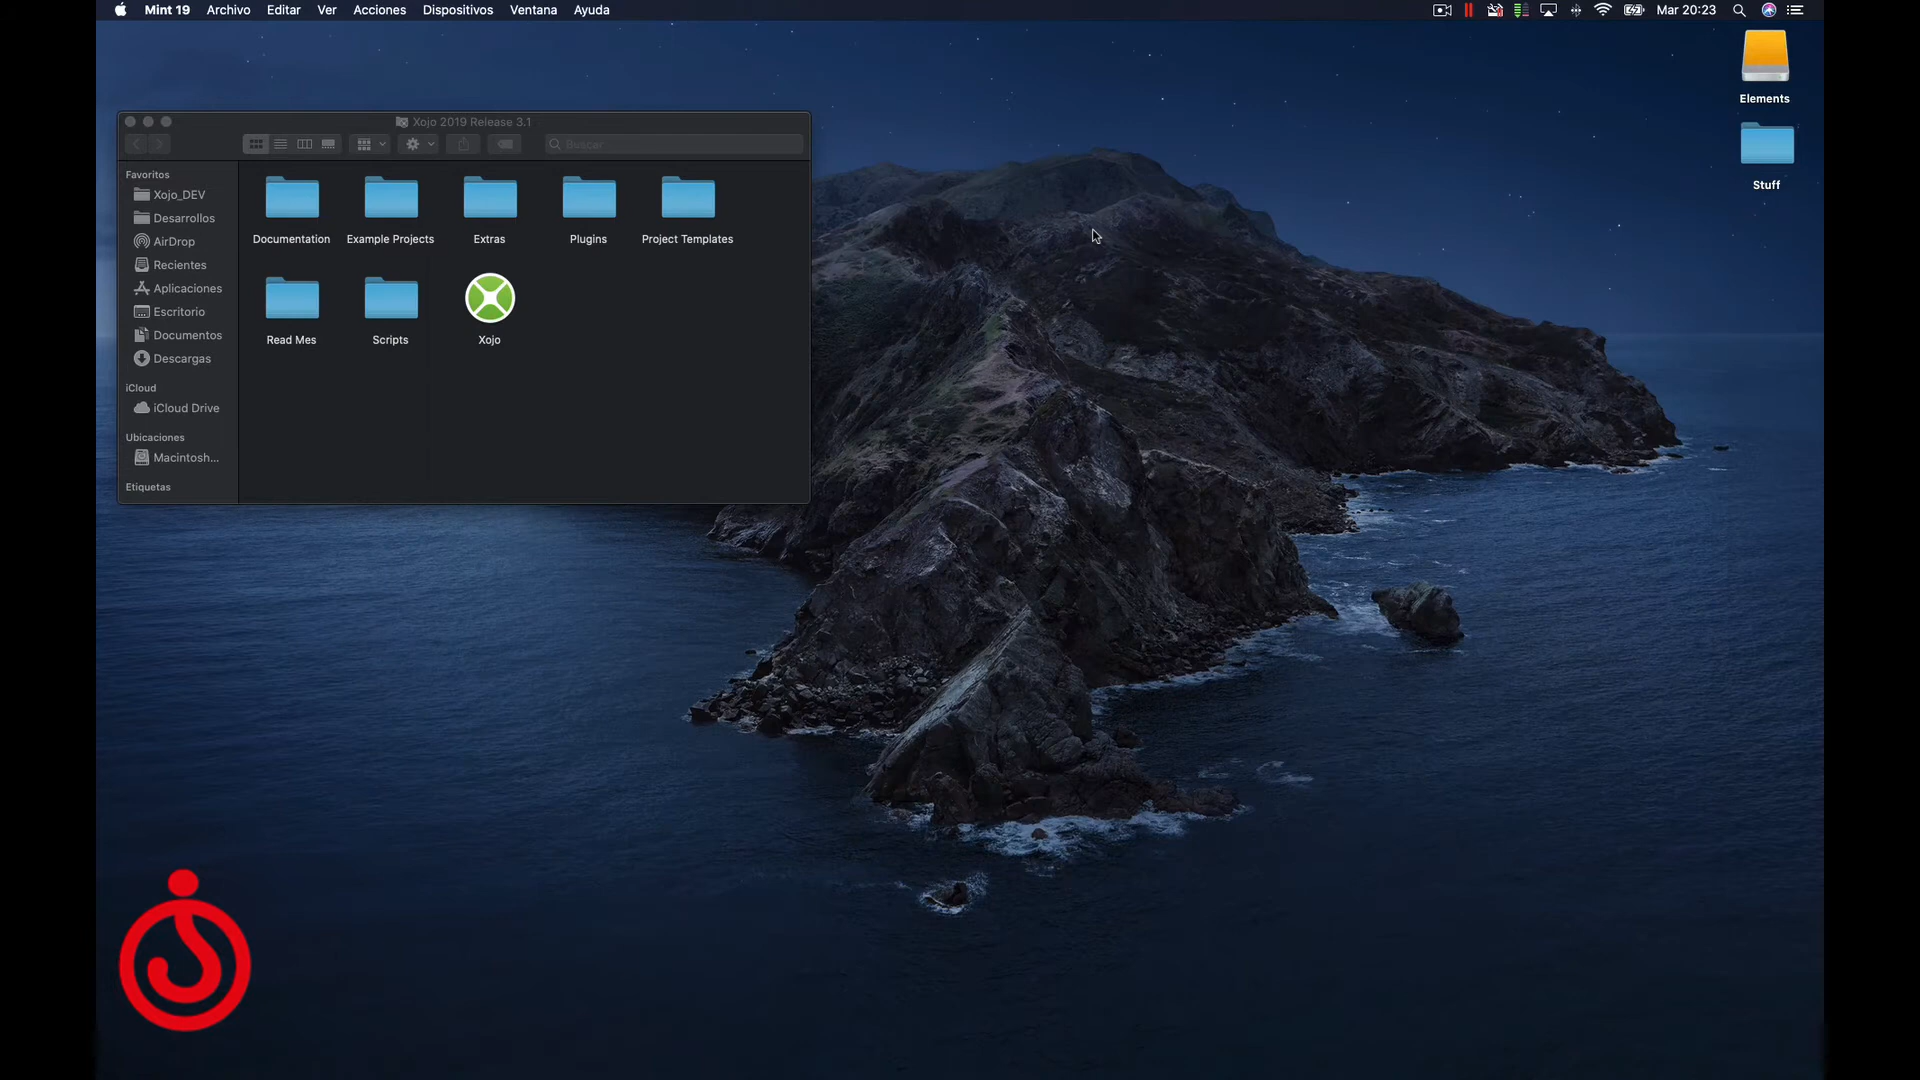 Mint 19 Archivo Editar Ver Acciones Dispositivos Ventana Ayuda Mar 20:23
Elements
Stuff
Xojo 2019 Release 3.1
Buscar
Favoritos
Xojo_DEV
Desarrollos
AirDrop
Recientes
Aplicaciones
Escritorio
Documentos
Descargas
iCloud
iCloud Drive
Ubicaciones
Macintosh...
Etiquetas
Documentation Example Projects Extras Plugins Project Templates
Read Mes Scripts Xojo